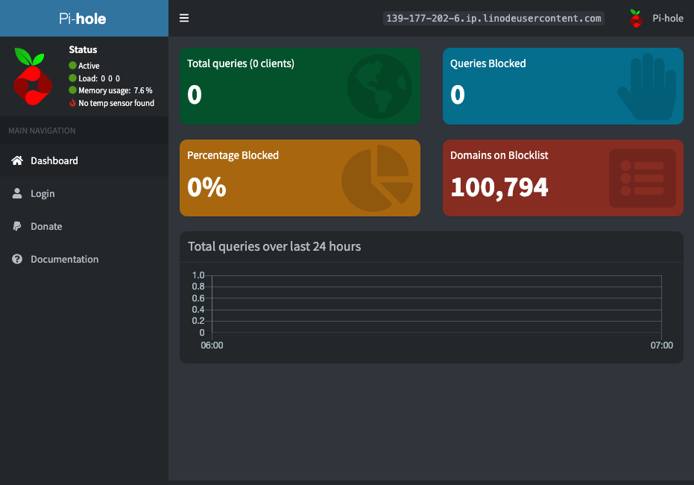 Pi-hole
139-177-202-6.ip.linodeusercontent.com
Pi-hole
Status
Active
Load: 0 0 0
Memory usage: 7.6 %
No temp sensor found
MAIN NAVIGATION
Dashboard
Login
Donate
Documentation
Total queries (0 clients)
0
Queries Blocked
0
Percentage Blocked
0%
Domains on Blocklist
100,794
Total queries over last 24 hours
1.0
0.8
0.6
0.4
0.2
0
06:00 07:00